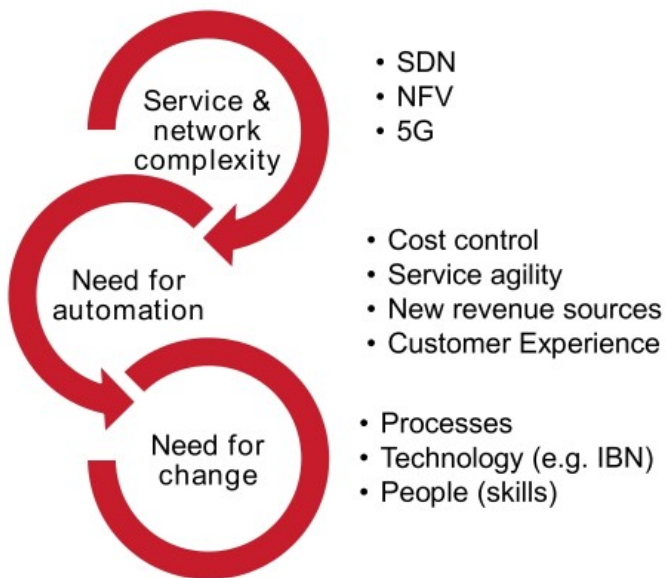 Service &
network
complexity
• SDN
• NFV
• 5G
Need for
automation
• Cost control
• Service agility
• New revenue sources
• Customer Experience
Need for
change
• Processes
• Technology (e.g. IBN)
• People (skills)